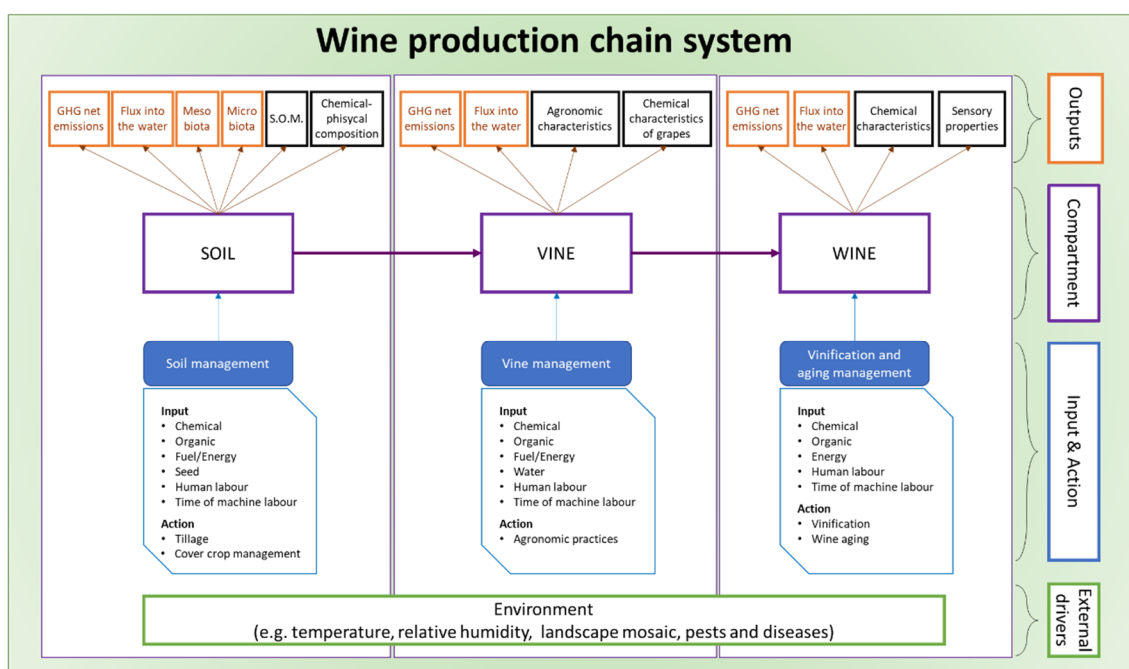 Wine production chain system
GHG net
emissions
Flux into
the water
Meso
biota
Micro
biota
S.O.M.
Chemical-
phisycal
composition
GHG net
emissions
Flux into
the water
Agronomic
characteristics
Chemical
characteristics
of grapes
GHG net
emissions
Flux into
the water
Chemical
characteristics
Sensory
properties
Outputs
SOIL
VINE
WINE
Compartment
Soil management
Input
• Chemical
• Organic
• Fuel/Energy
• Seed
• Human labour
• Time of machine labour
Action
• Tillage
• Cover crop management
Vine management
Input
• Chemical
• Organic
• Fuel/Energy
• Water
• Human labour
• Time of machine labour
Action
• Agronomic practices
Vinification and
aging management
Input
• Chemical
• Organic
• Energy
• Human labour
• Time of machine labour
Action
• Vinification
• Wine aging
Input & Action
Environment
(e.g. temperature, relative humidity, landscape mosaic, pests and diseases)
External
drivers